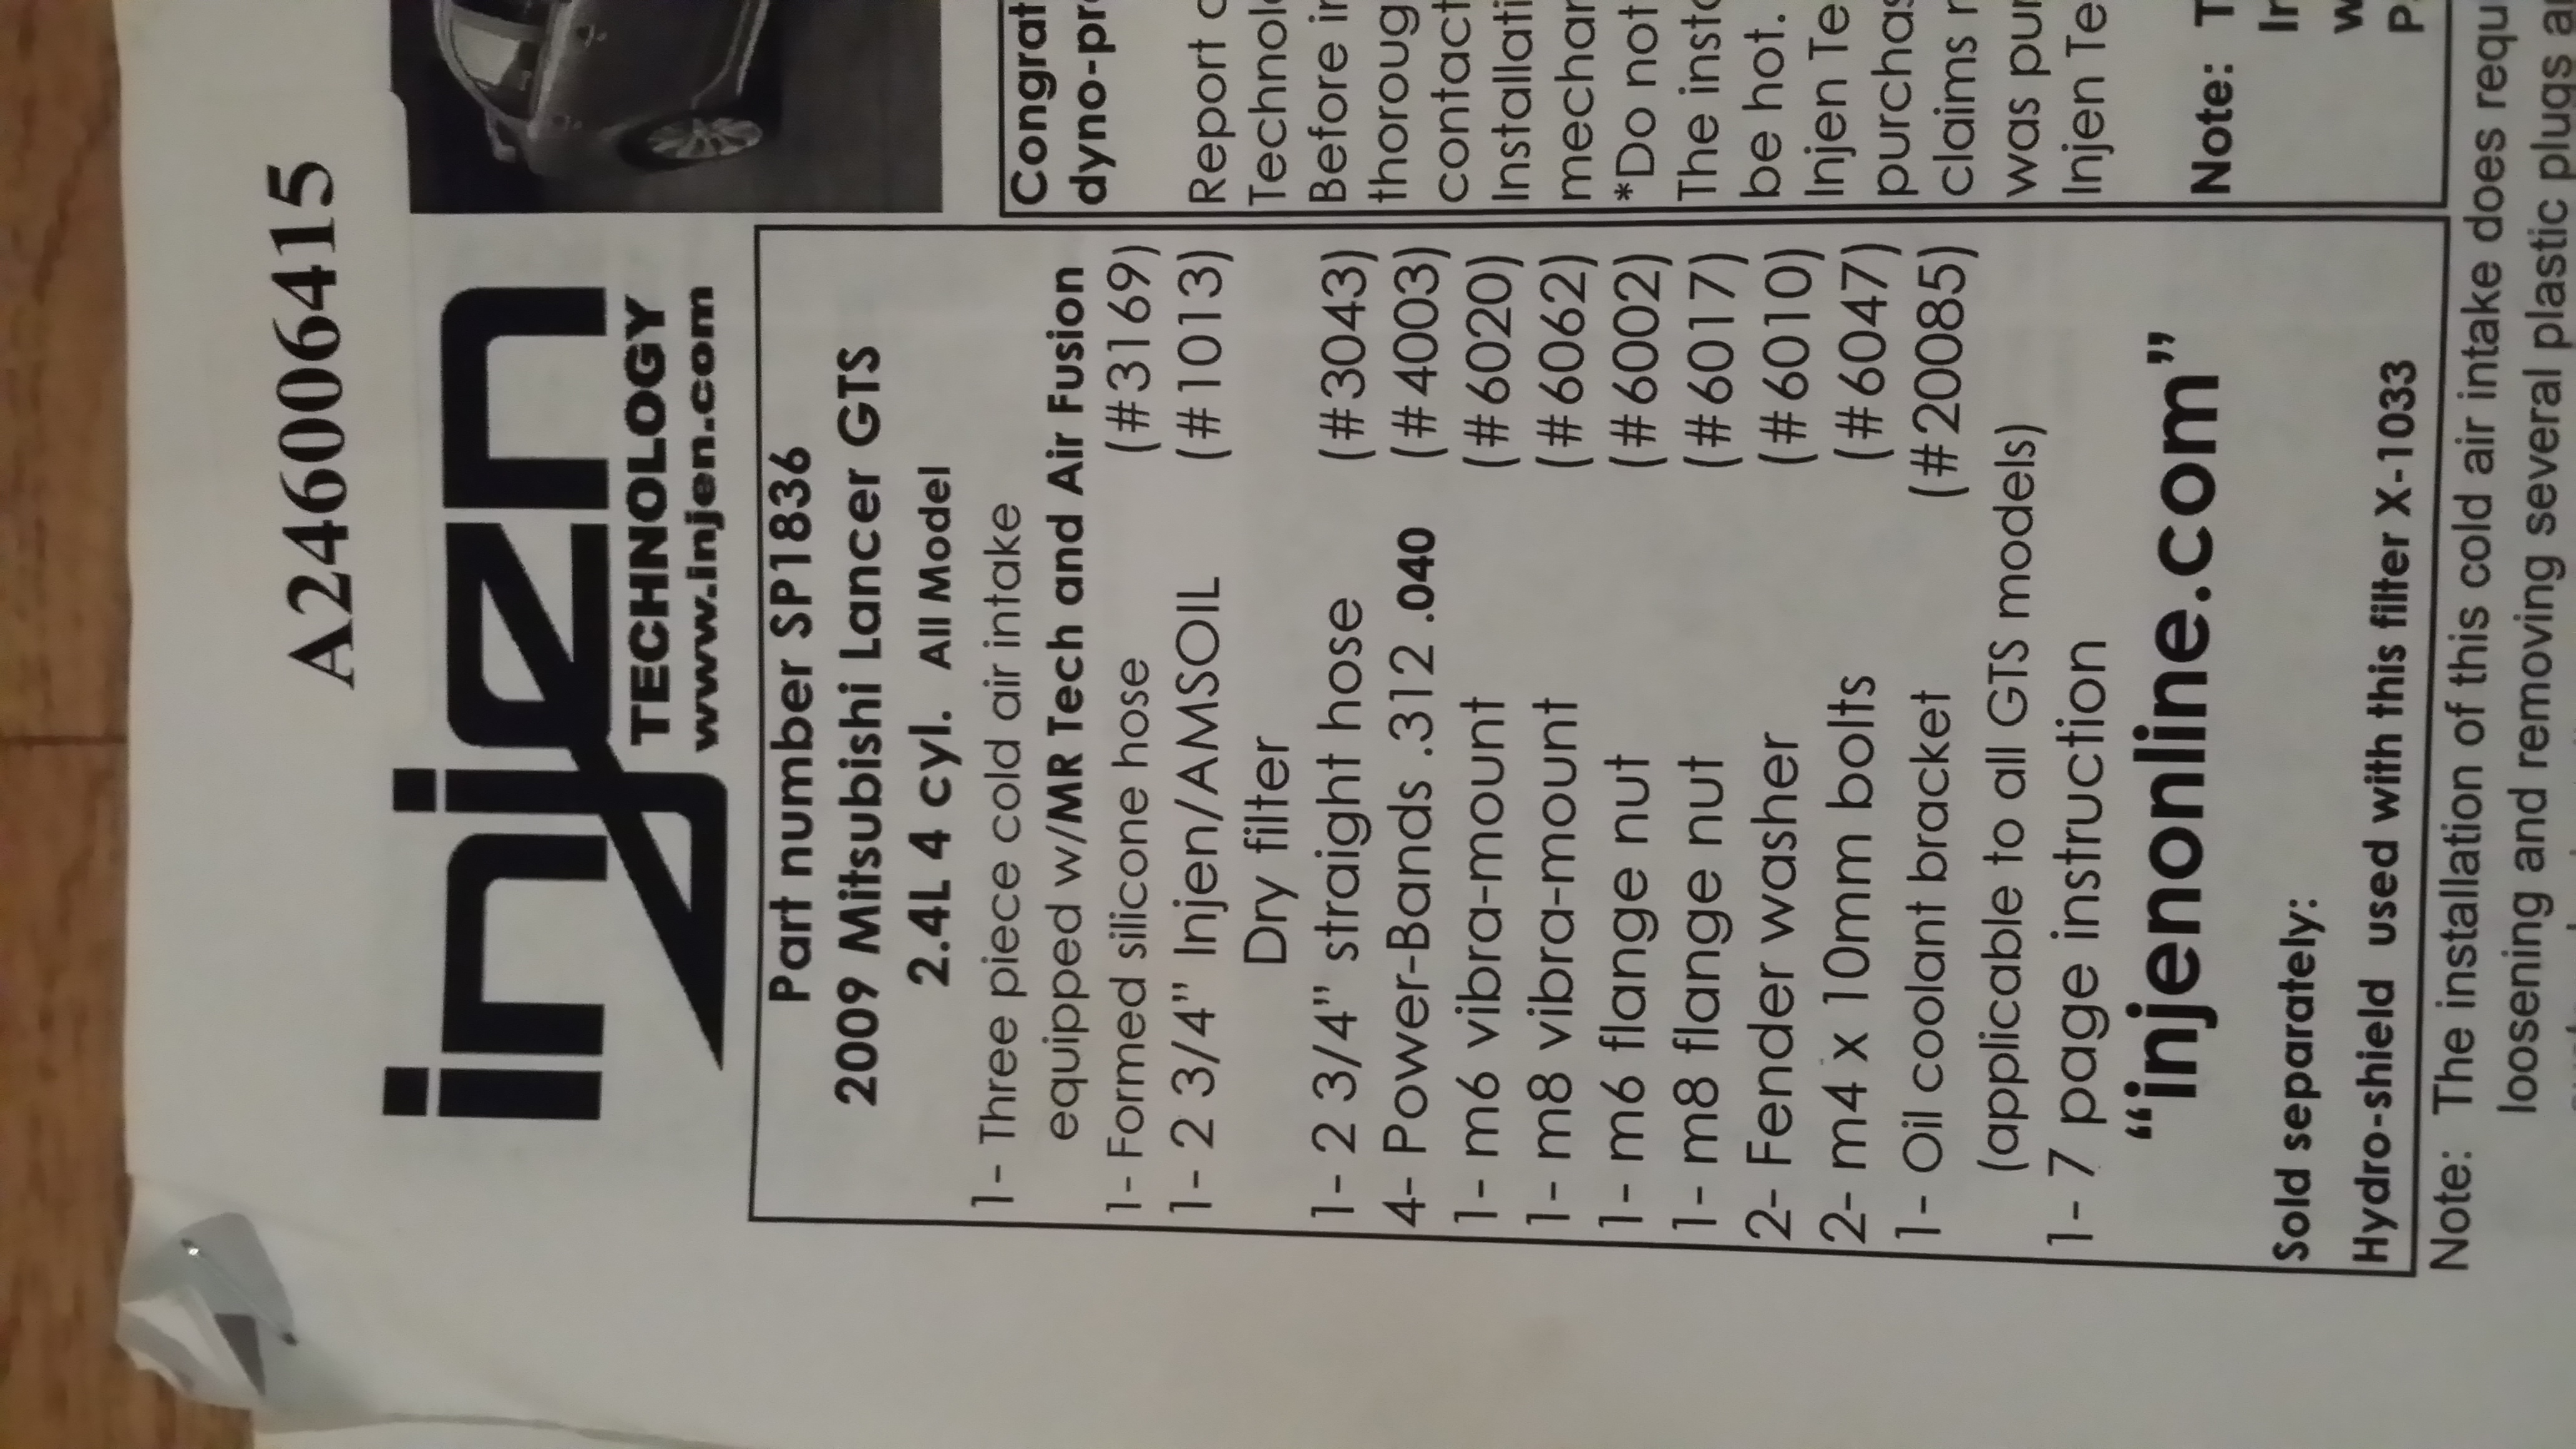 A246006415
injen
TECHNOLOGY
www.injen.com
Part number SP1836
2009 Mitsubishi Lancer GTS
2.4L 4 cyl. All Model
1- Three piece cold air intake
equipped w/MR Tech and Air Fusion
1- Formed silicone hose (#3169)
1- 2 3/4" Injen/AMSOIL (#1013)
Dry filter
1- 2 3/4" straight hose (#3043)
4- Power-Bands .312 .040 (#4003)
1- m6 vibra-mount (#6020)
1- m8 vibra-mount (#6062)
1- m6 flange nut (#6002)
1- m8 flange nut (#6017)
2- Fender washer (#6010)
2- m4 x 10mm bolts (#6047)
1- Oil coolant bracket (#20085)
(applicable to all GTS models)
1- 7 page instruction
“injenonline.com”
Sold separately:
Hydro-shield used with this filter X-1033
Congrat
dyno-pr
Report
Technol
Before
thoroug
contact
Installati
mechan
*Do not
The inst
be hot.
Injen Te
purchas
claims
was pur
Injen Te
Note: T
Note: The installation of this cold air intake does requ
loosening and removing several plastic plugs